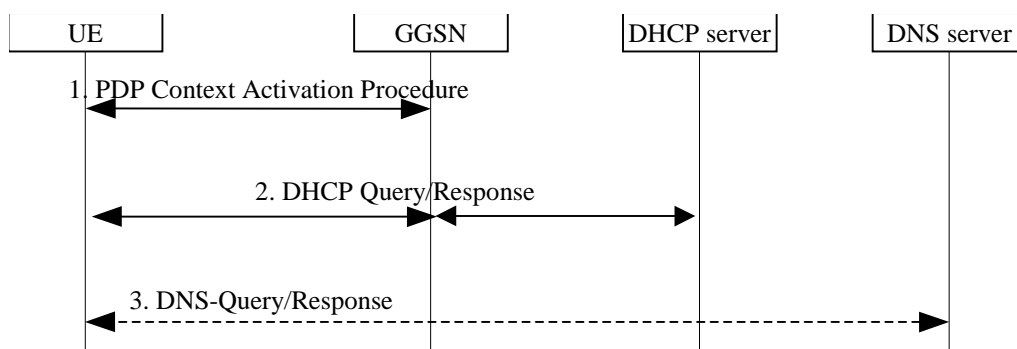 UE
GGSN
DHCP server
DNS server
1. PDP Context Activation Procedure
2. DHCP Query/Response
3. DNS-Query/Response